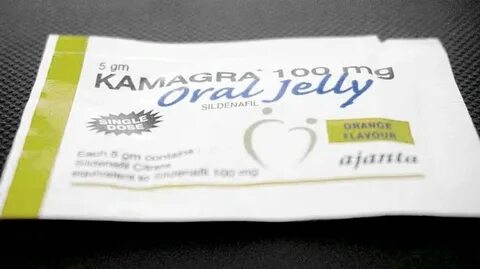 5 gm
KAMAGRA® 100 mg
Oral Jelly
SILDENAFIL
SINGLE
DOSE
ORANGE
FLAVOUR
ajanta
Each 5 gm contains:
Sildenafil Citrate
equivalent to Sildenafil 100 mg